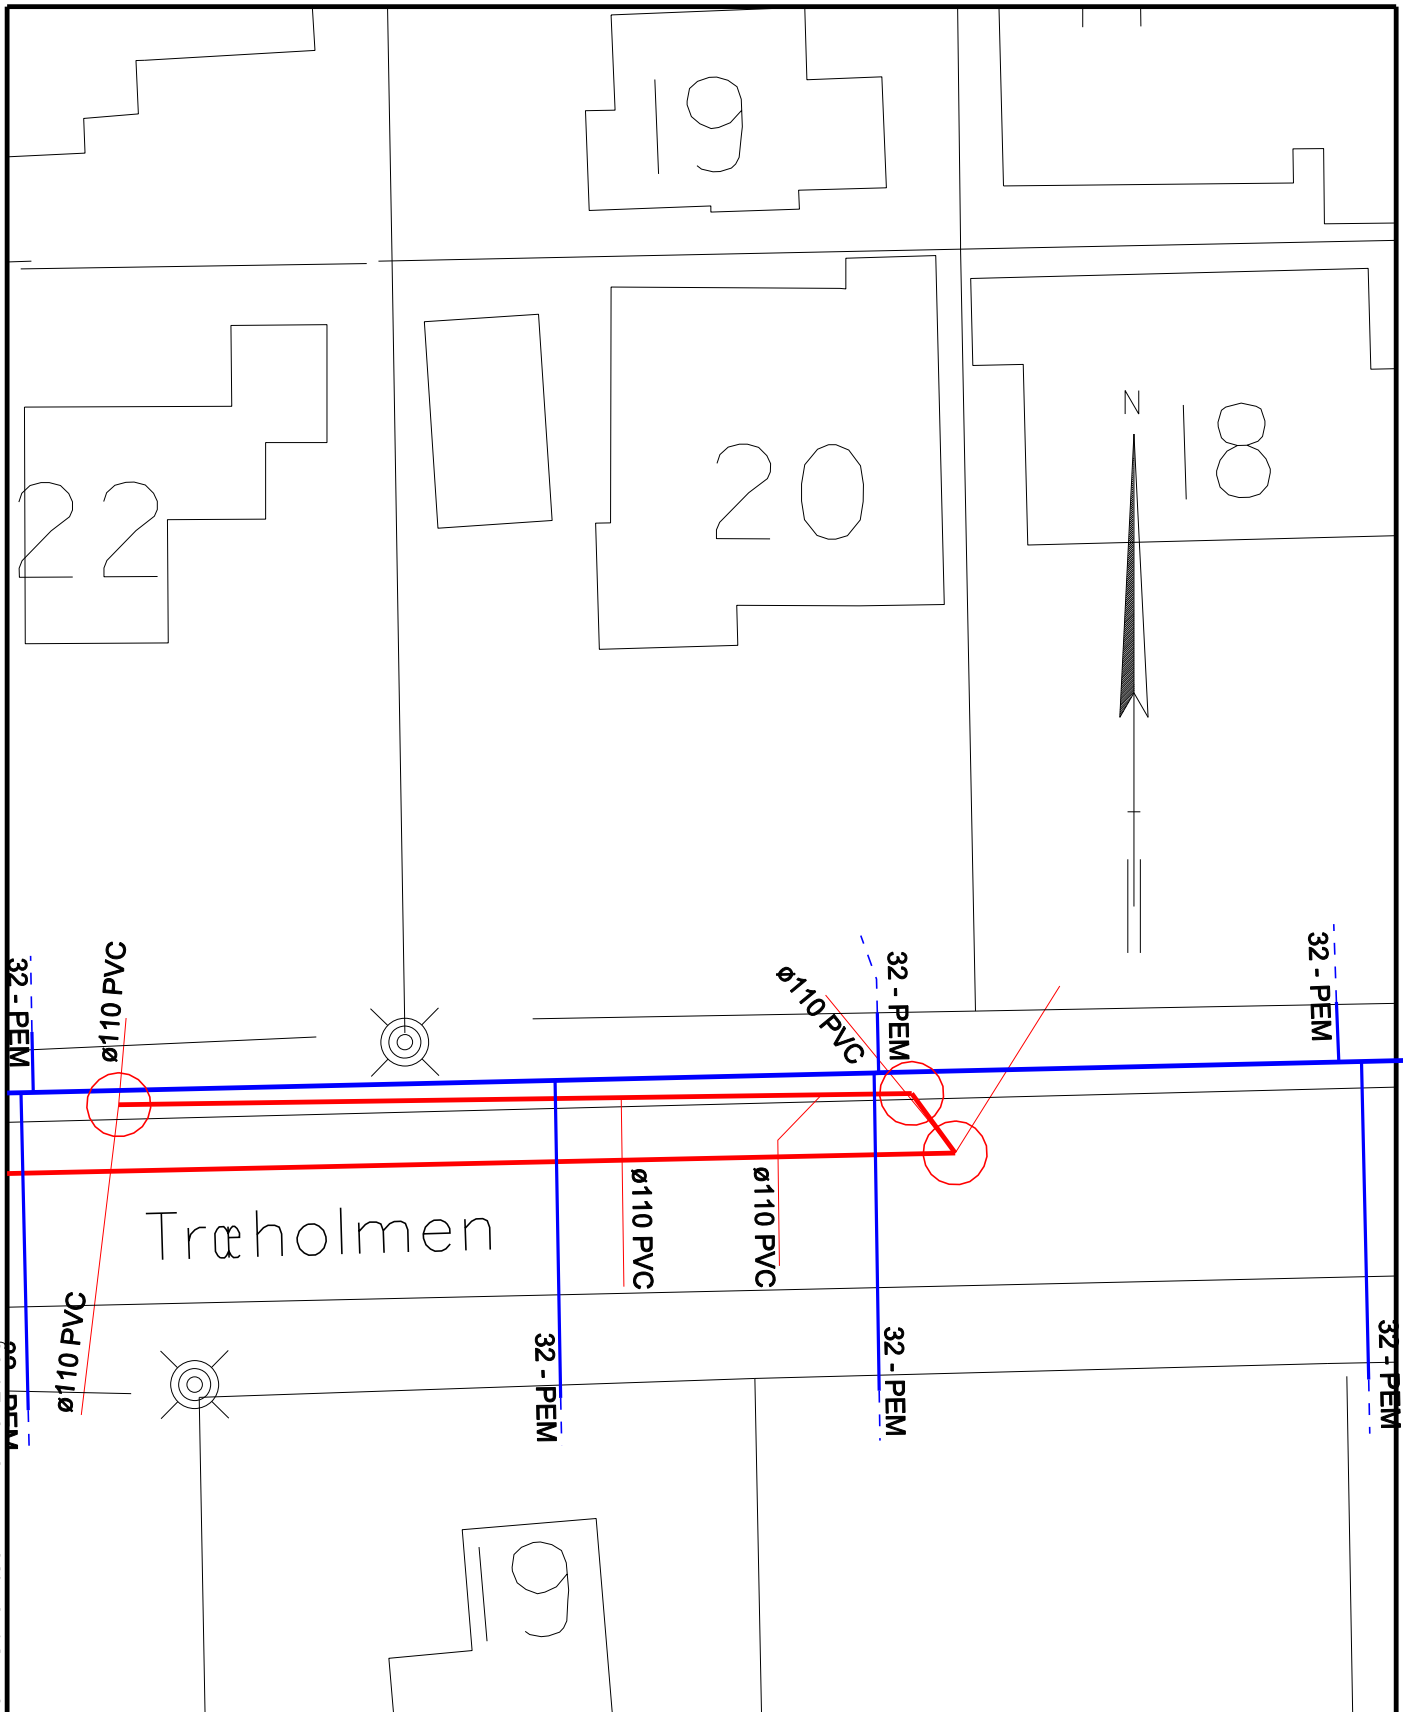 19
20
N
18
22
32 - PEM
ø110 PVC
ø110 PVC
32 - PEM
32 - PEM
ø110 PVC
ø110 PVC
Træholmen
ø110 PVC
32 - PEM
32 - PEM
32 - PEM
19